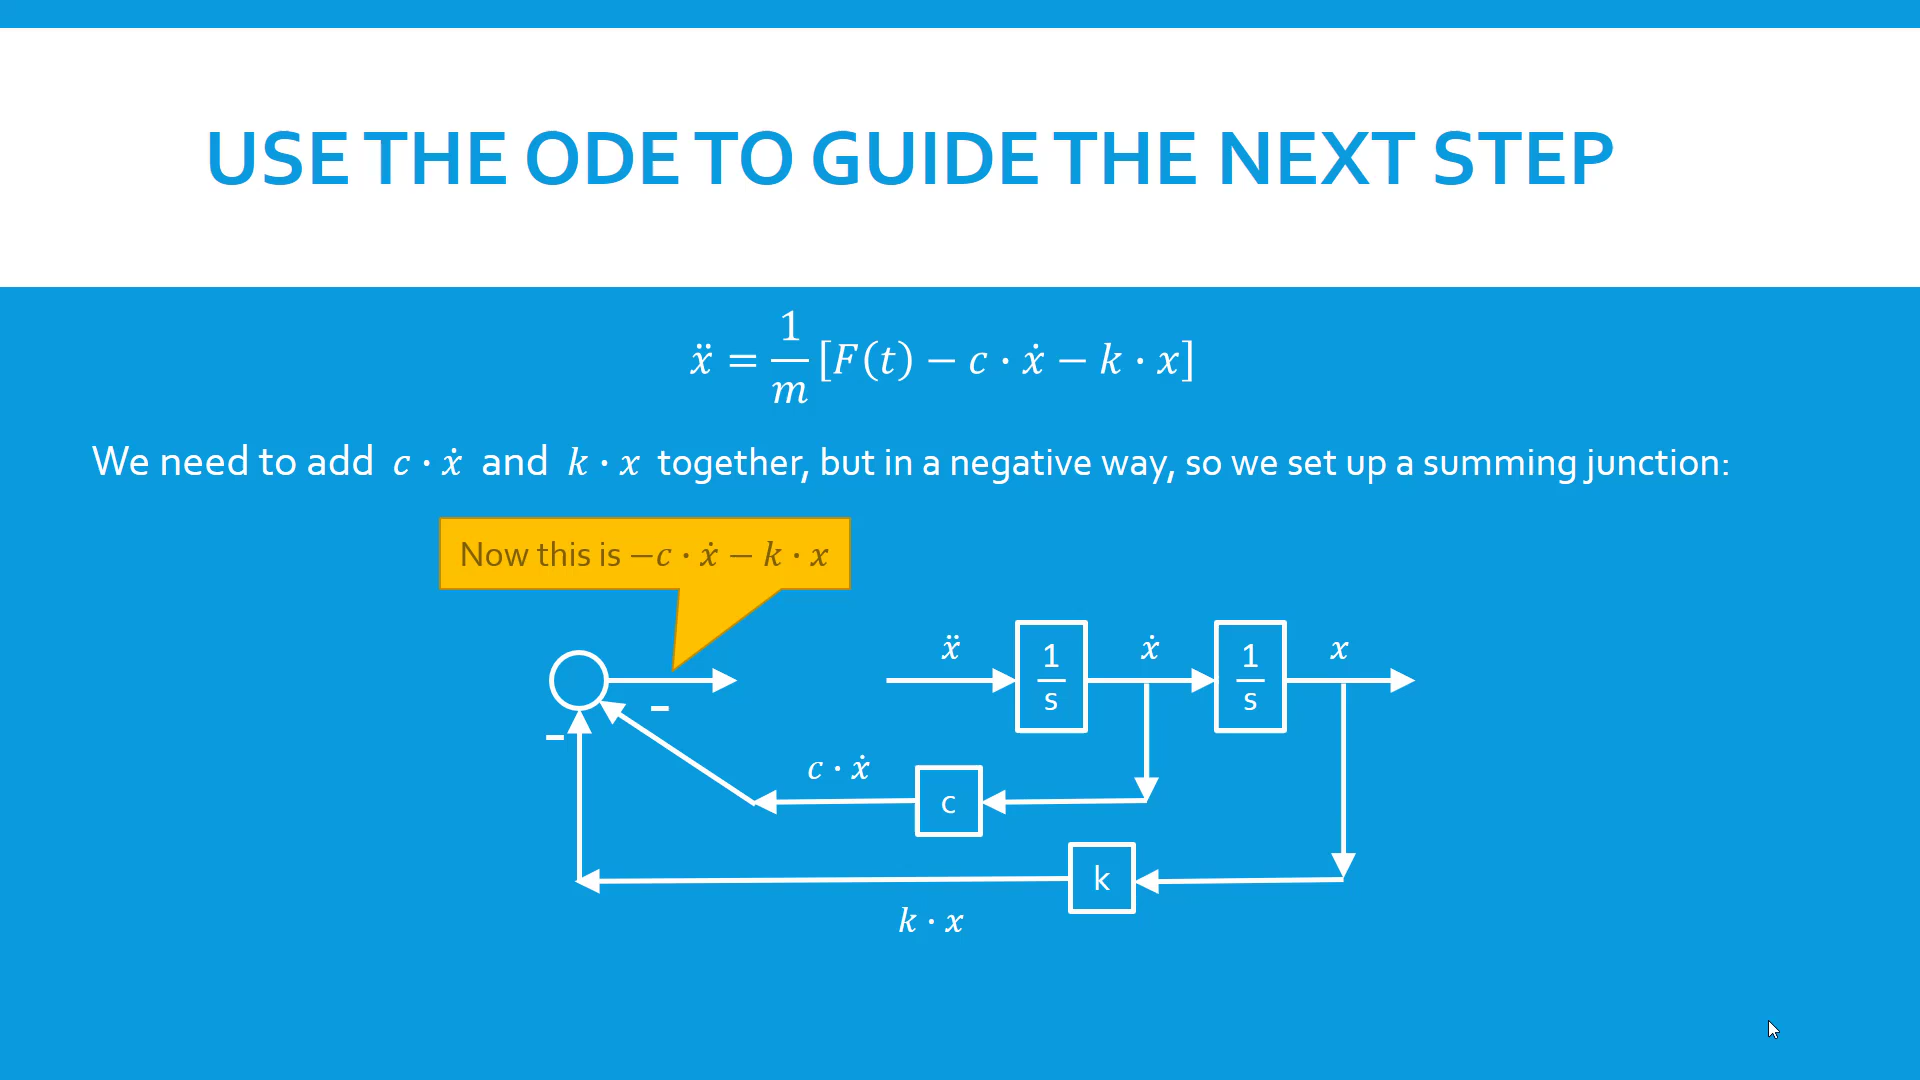 USE THE ODE TO GUIDE THE NEXT STEP
ẍ = 1/m [F(t) − c · ẋ − k · x]
We need to add c · ẋ and k · x together, but in a negative way, so we set up a summing junction:
Now this is −c · ẋ − k · x
ẍ
1/s
ẋ
1/s
x
-
-
c · ẋ
c
k
k · x